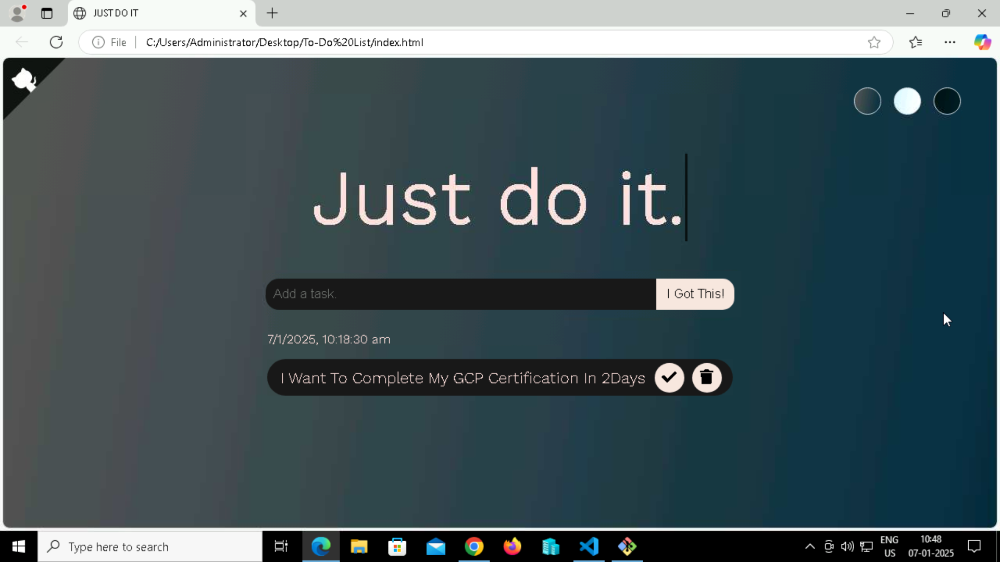 JUST DO IT
File
C:/Users/Administrator/Desktop/To-Do%20List/index.html
Just do it.
Add a task.
I Got This!
7/1/2025, 10:18:30 am
I Want To Complete My GCP Certification In 2Days
Type here to search
ENG
US
10:48
07-01-2025